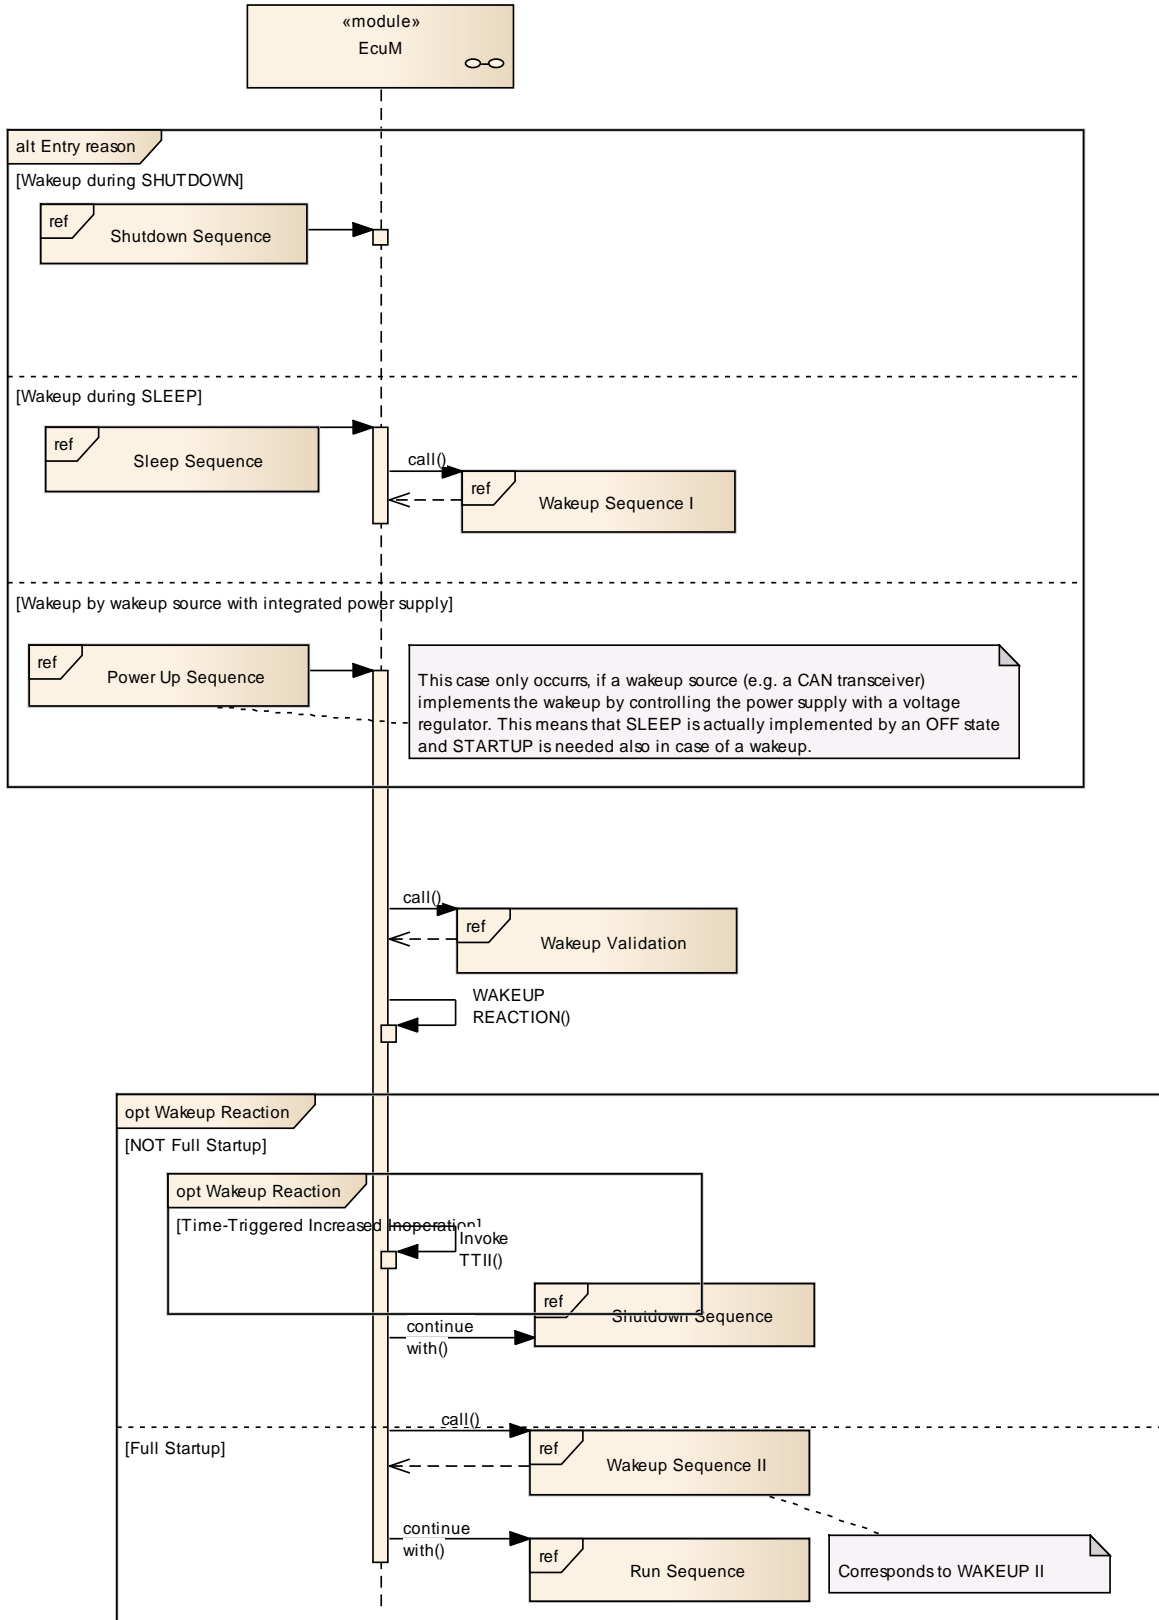 «module»
EcuM
alt Entry reason
[Wakeup during SHUTDOWN]
ref
Shutdown Sequence
[Wakeup during SLEEP]
ref
Sleep Sequence
call()
ref
Wakeup Sequence I
[Wakeup by wakeup source with integrated power supply]
ref
Power Up Sequence
This case only occurrs, if a wakeup source (e.g. a CAN transceiver)
implements the wakeup by controlling the power supply with a voltage
regulator. This means that SLEEP is actually implemented by an OFF state
and STARTUP is needed also in case of a wakeup.
call()
ref
Wakeup Validation
WAKEUP
REACTION()
opt Wakeup Reaction
[NOT Full Startup]
opt Wakeup Reaction
[Time-Triggered Increased Inoperation]
Invoke
TTII()
ref
Shutdown Sequence
continue
with()
call()
[Full Startup]
ref
Wakeup Sequence II
continue
with()
ref
Run Sequence
Corresponds to WAKEUP II